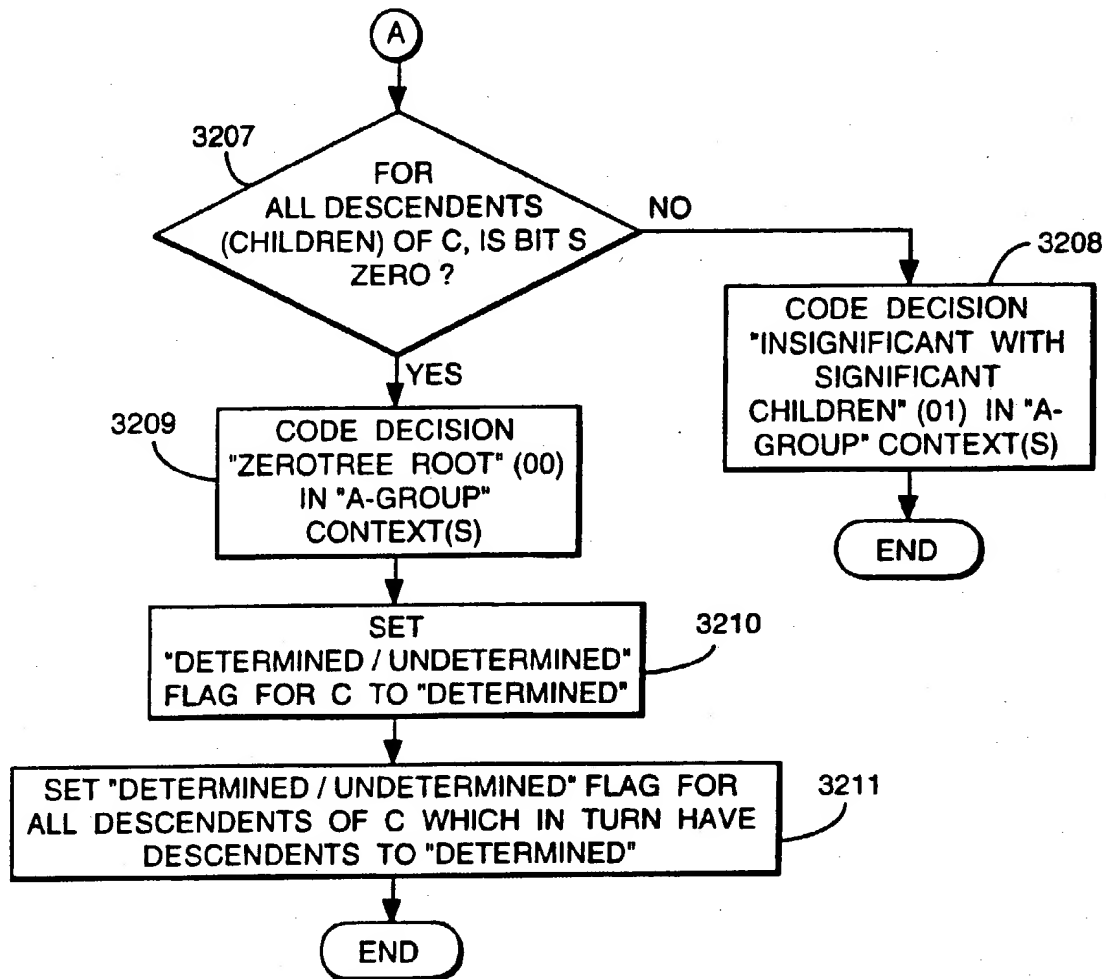 A
3207
FOR
ALL DESCENDENTS
(CHILDREN) OF C, IS BIT S
ZERO ?
NO
3208
CODE DECISION
"INSIGNIFICANT WITH
SIGNIFICANT
CHILDREN" (01) IN "A-
GROUP" CONTEXT(S)
END
YES
3209
CODE DECISION
"ZEROTREE ROOT" (00)
IN "A-GROUP"
CONTEXT(S)
3210
SET
"DETERMINED / UNDETERMINED"
FLAG FOR C TO "DETERMINED"
3211
SET "DETERMINED / UNDETERMINED" FLAG FOR
ALL DESCENDENTS OF C WHICH IN TURN HAVE
DESCENDENTS TO "DETERMINED"
END